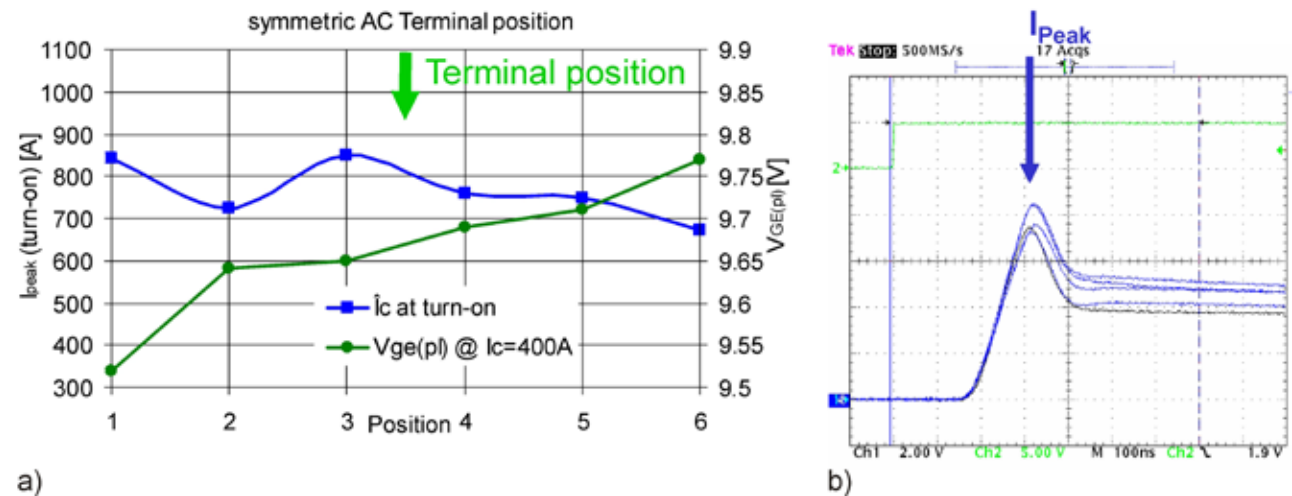 a)
symmetric AC Terminal position
Terminal position
Ipeak (turn-on) [A]
1100
1000
900
800
700
600
500
400
300
9.9
9.85
9.8
9.75
9.7
9.65
9.6
9.55
9.5
VGE(pl) [V]
Îc at turn-on
Vge(pl) @ Ic=400A
1 2 3 Position 4 5 6
a)
IPeak
Tek Stop: 500MS/s 17 Acqs
2
Ch1 2.00 V Ch2 5.00 V M 100ns Ch2 1.9 V
b)